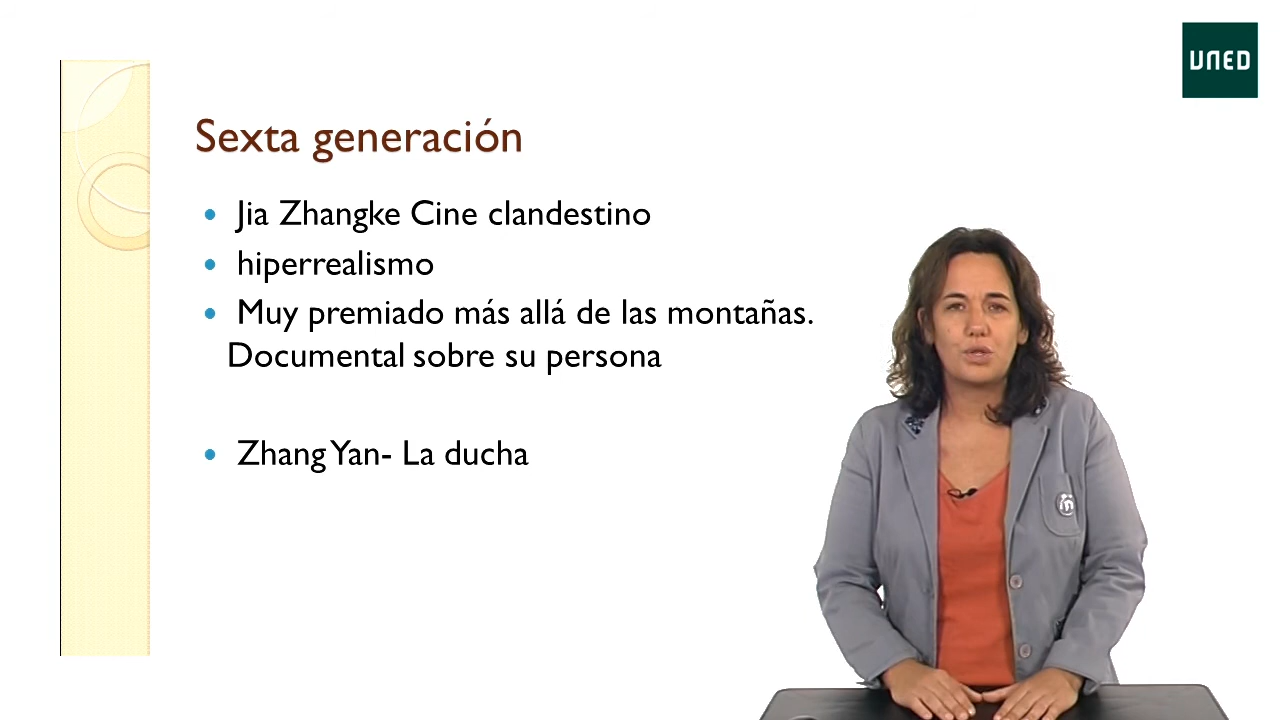 UNED
Sexta generación
Jia Zhangke Cine clandestino
hiperrealismo
Muy premiado más allá de las montañas.
Documental sobre su persona
Zhang Yan- La ducha